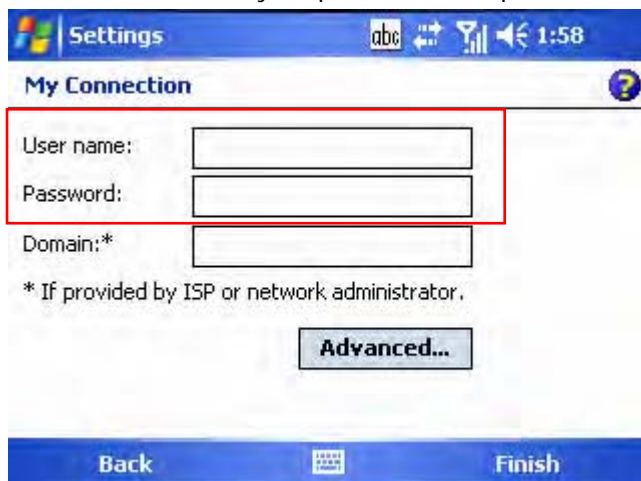 Settings abc 1:58
My Connection ?
User name:
Password:
Domain:*
* If provided by ISP or network administrator.
Advanced...
Back Finish